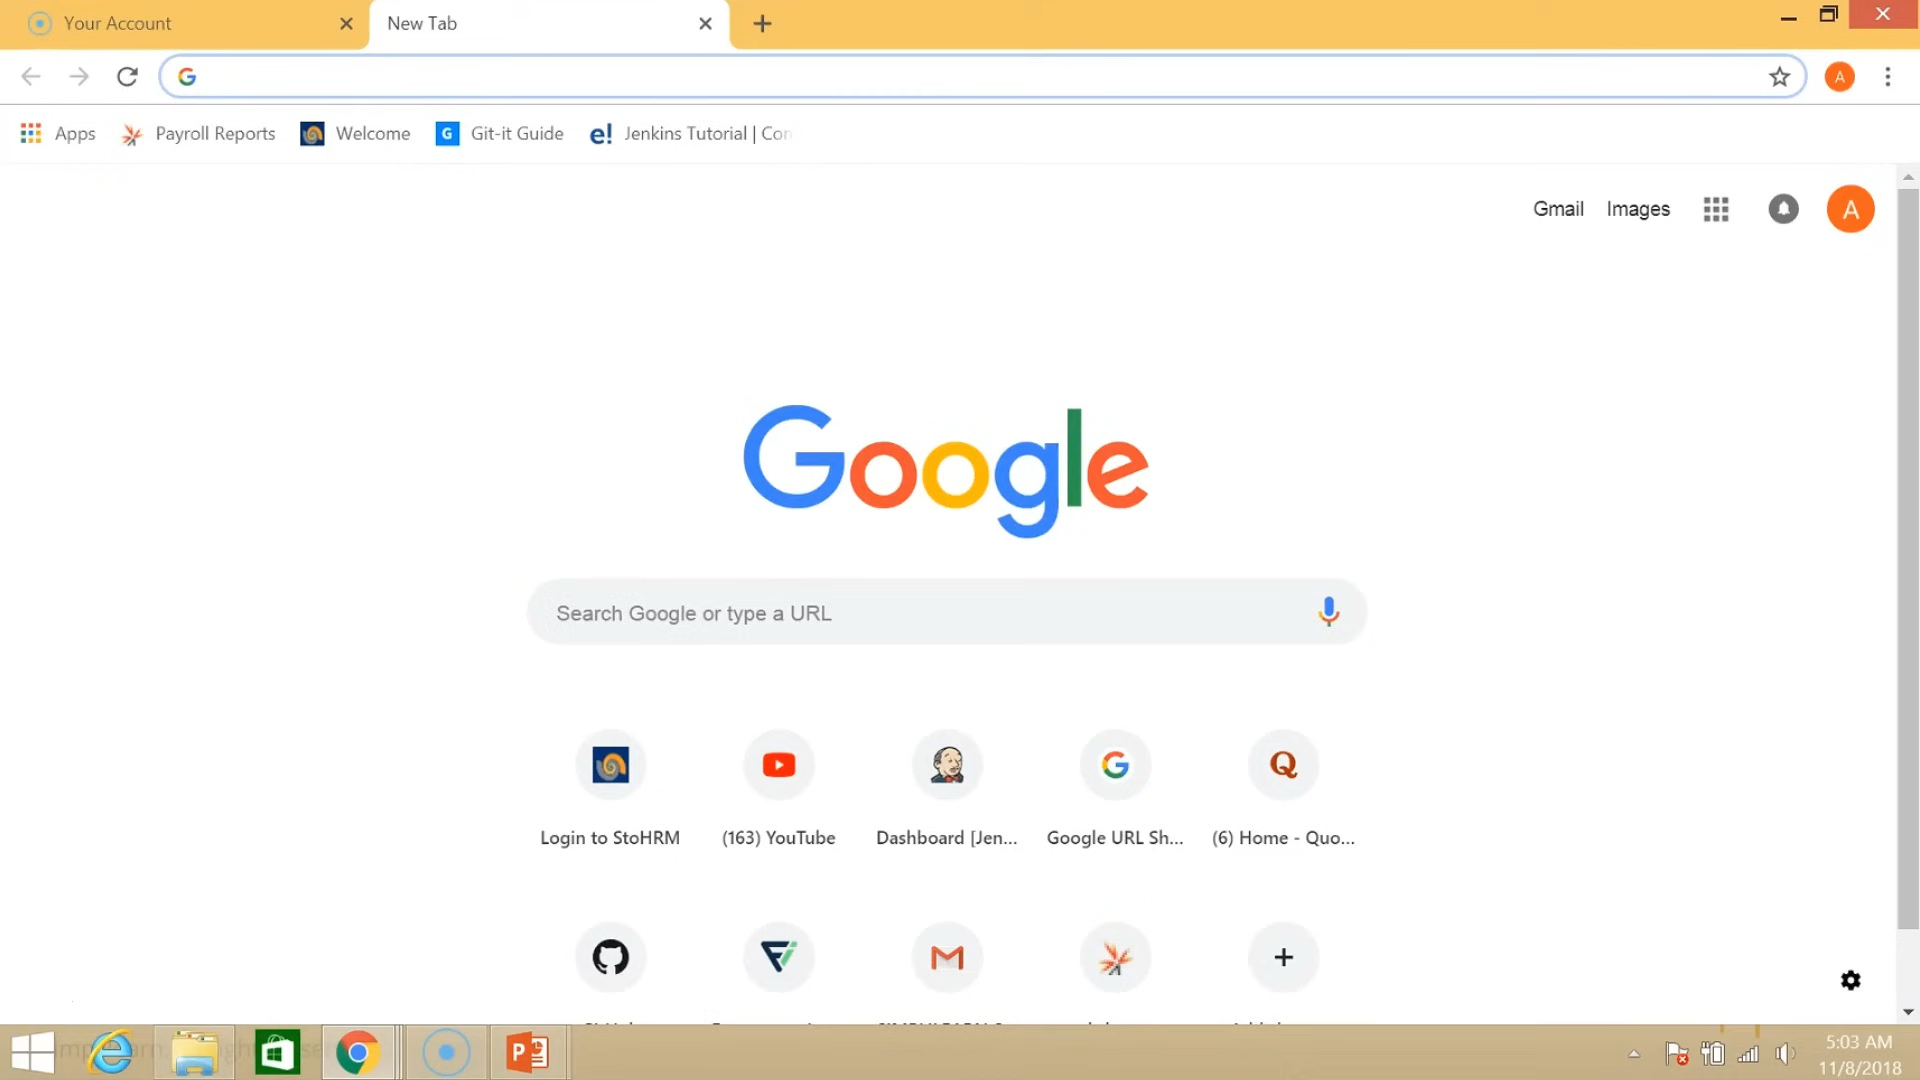 Your Account
New Tab
A
Apps
Payroll Reports
Welcome
G
Git-it Guide
e!
Jenkins Tutorial | Con
Gmail
Images
A
Google
Search Google or type a URL
Login to StoHRM
(163) YouTube
Dashboard [Jen...
Google URL Sh...
(6) Home - Quo...
5:03 AM
11/8/2018